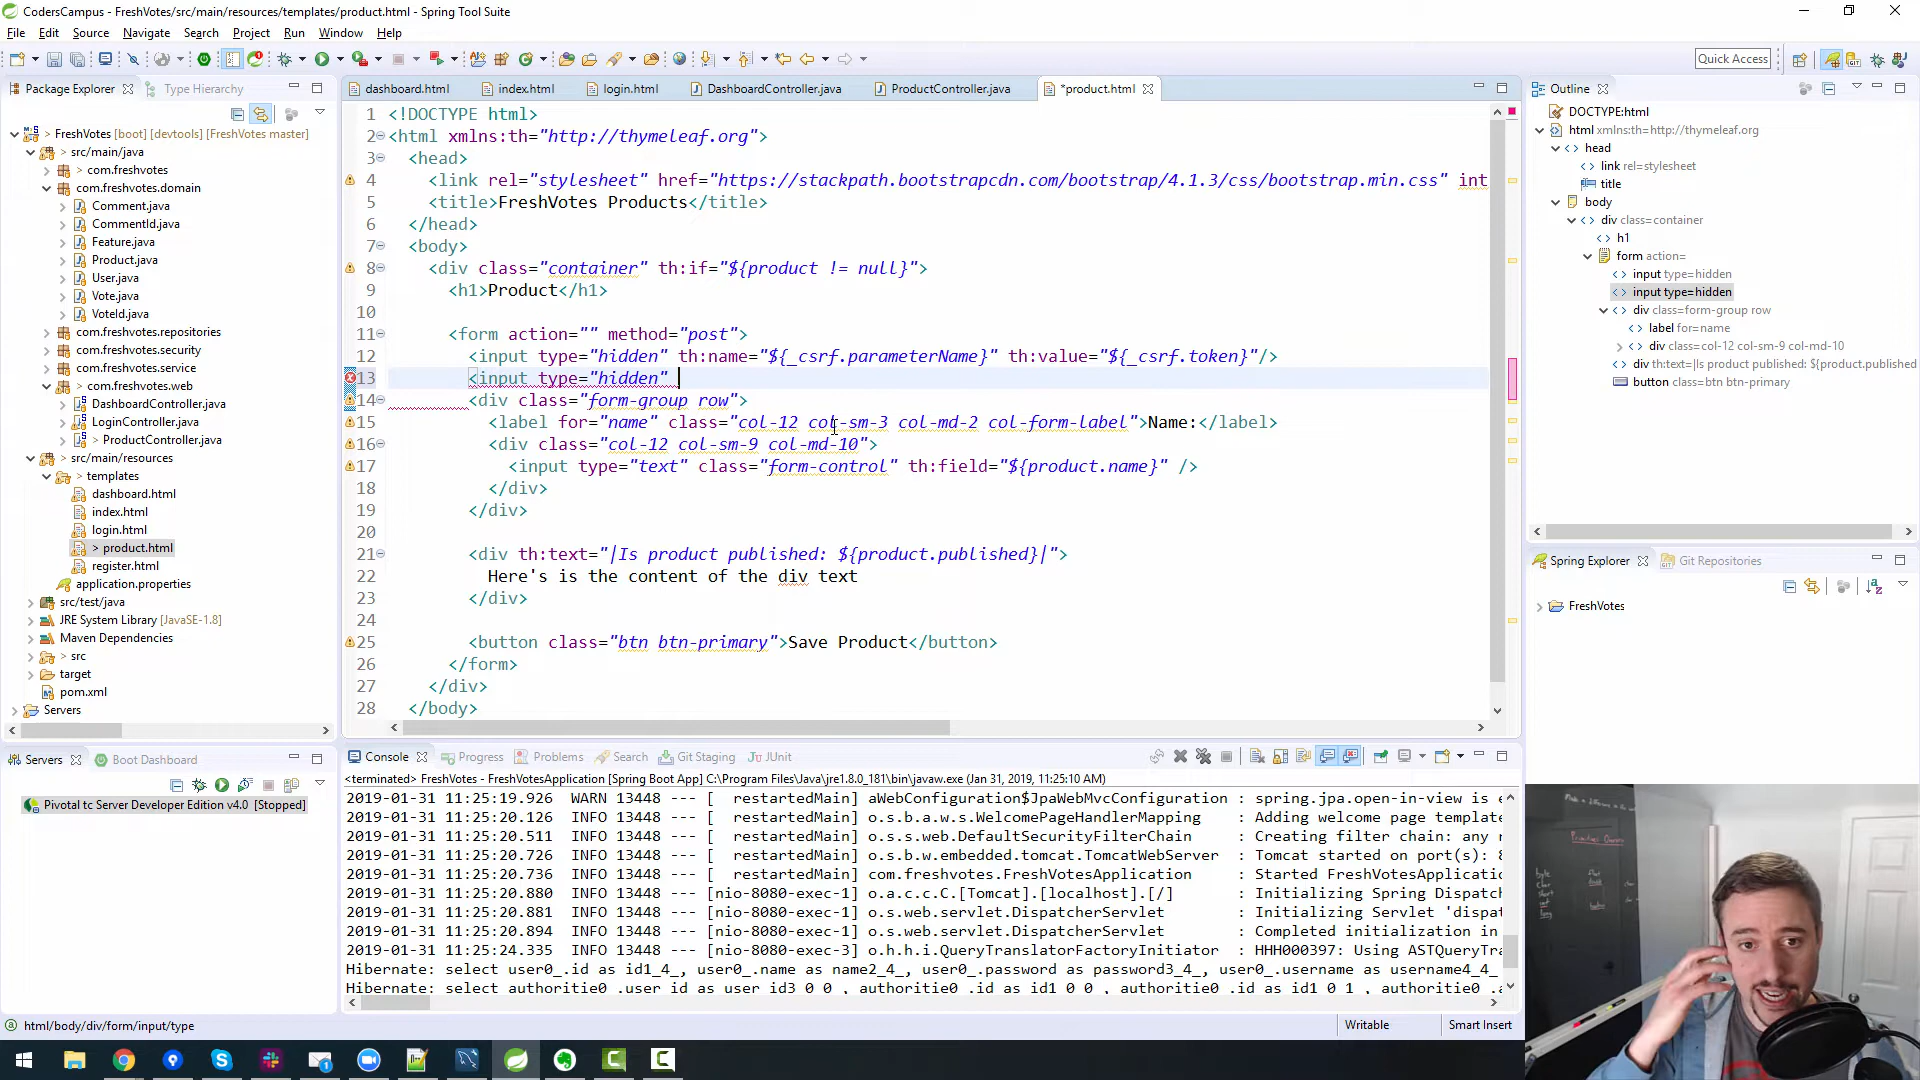 CodersCampus - FreshVotes/src/main/resources/templates/product.html - Spring Tool Suite
File Edit Source Navigate Search Project Run Window Help
Quick Access
Package Explorer
Type Hierarchy
FreshVotes [boot] [devtools] [FreshVotes master]
> src/main/java
> com.freshvotes
com.freshvotes.domain
Comment.java
CommentId.java
Feature.java
Product.java
User.java
Vote.java
VoteId.java
com.freshvotes.repositories
com.freshvotes.security
com.freshvotes.service
> com.freshvotes.web
DashboardController.java
LoginController.java
> ProductController.java
> src/main/resources
> templates
dashboard.html
index.html
login.html
> product.html
register.html
application.properties
src/test/java
JRE System Library [JavaSE-1.8]
Maven Dependencies
> src
target
pom.xml
Servers
dashboard.html
index.html
login.html
DashboardController.java
ProductController.java
*product.html
1 <!DOCTYPE html>
2 <html xmlns:th="http://thymeleaf.org">
3 <head>
4 <link rel="stylesheet" href="https://stackpath.bootstrapcdn.com/bootstrap/4.1.3/css/bootstrap.min.css" int
5 <title>FreshVotes Products</title>
6 </head>
7 <body>
8 <div class="container" th:if="${product != null}">
9 <h1>Product</h1>
10
11 <form action="" method="post">
12 <input type="hidden" th:name="${_csrf.parameterName}" th:value="${_csrf.token}"/>
13 <input type="hidden"
14 <div class="form-group row">
15 <label for="name" class="col-12 col-sm-3 col-md-2 col-form-label">Name:</label>
16 <div class="col-12 col-sm-9 col-md-10">
17 <input type="text" class="form-control" th:field="${product.name}" />
18 </div>
19 </div>
20
21 <div th:text="|Is product published: ${product.published}|">
22 Here's is the content of the div text
23 </div>
24
25 <button class="btn btn-primary">Save Product</button>
26 </form>
27 </div>
28 </body>
Outline
DOCTYPE:html
html xmlns:th=http://thymeleaf.org
head
link rel=stylesheet
title
body
div class=container
h1
form action=
input type=hidden
input type=hidden
div class=form-group row
label for=name
div class=col-12 col-sm-9 col-md-10
div th:text=|Is product published: ${product.published
button class=btn btn-primary
Spring Explorer
Git Repositories
FreshVotes
Servers
Boot Dashboard
Pivotal tc Server Developer Edition v4.0 [Stopped]
Console
Progress
Problems
Search
Git Staging
JUnit
<terminated> FreshVotes - FreshVotesApplication [Spring Boot App] C:\Program Files\Java\jre1.8.0_181\bin\javaw.exe (Jan 31, 2019, 11:25:10 AM)
2019-01-31 11:25:19.926 WARN 13448 --- [ restartedMain] aWebConfiguration$JpaWebMvcConfiguration : spring.jpa.open-in-view is e
2019-01-31 11:25:20.126 INFO 13448 --- [ restartedMain] o.s.b.a.w.s.WelcomePageHandlerMapping : Adding welcome page templat
2019-01-31 11:25:20.511 INFO 13448 --- [ restartedMain] o.s.s.web.DefaultSecurityFilterChain : Creating filter chain: any r
2019-01-31 11:25:20.726 INFO 13448 --- [ restartedMain] o.s.b.w.embedded.tomcat.TomcatWebServer : Tomcat started on port(s): 8
2019-01-31 11:25:20.736 INFO 13448 --- [ restartedMain] com.freshvotes.FreshVotesApplication : Started FreshVotesApplicatio
2019-01-31 11:25:20.880 INFO 13448 --- [nio-8080-exec-1] o.a.c.c.C.[Tomcat].[localhost].[/] : Initializing Spring Dispatc
2019-01-31 11:25:20.881 INFO 13448 --- [nio-8080-exec-1] o.s.web.servlet.DispatcherServlet : Initializing Servlet 'dispat
2019-01-31 11:25:20.894 INFO 13448 --- [nio-8080-exec-1] o.s.web.servlet.DispatcherServlet : Completed initialization in
2019-01-31 11:25:24.335 INFO 13448 --- [nio-8080-exec-3] o.h.h.i.QueryTranslatorFactoryInitiator : HHH000397: Using ASTQueryTra
Hibernate: select user0_.id as id1_4_, user0_.name as name2_4_, user0_.password as password3_4_, user0_.username as username4_4_
Hibernate: select authoritie0_.user_id as user_id3_0_0_, authoritie0_.id as id1_0_0_, authoritie0_.id as id1_0_1_, authoritie0_.a
html/body/div/form/input/type
Writable
Smart Insert